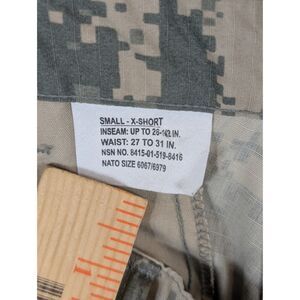 SMALL - X-SHORT
INSEAM: UP TO 26-1/2 IN.
WAIST: 27 TO 31 IN.
NSN NO. 8415-01-519-8416
NATO SIZE 6067/6979